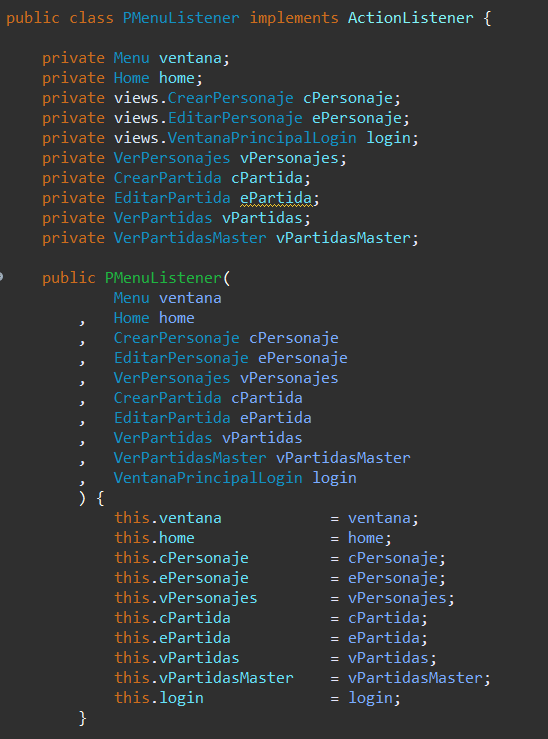 public class PMenuListener implements ActionListener {
private Menu ventana;
private Home home;
private views.CrearPersonaje cPersonaje;
private views.EditarPersonaje ePersonaje;
private views.VentanaPrincipalLogin login;
private VerPersonajes vPersonajes;
private CrearPartida cPartida;
private EditarPartida ePartida;
private VerPartidas vPartidas;
private VerPartidasMaster vPartidasMaster;
public PMenuListener(
Menu ventana
, Home home
, CrearPersonaje cPersonaje
, EditarPersonaje ePersonaje
, VerPersonajes vPersonajes
, CrearPartida cPartida
, EditarPartida ePartida
, VerPartidas vPartidas
, VerPartidasMaster vPartidasMaster
, VentanaPrincipalLogin login
) {
this.ventana = ventana;
this.home = home;
this.cPersonaje = cPersonaje;
this.ePersonaje = ePersonaje;
this.vPersonajes = vPersonajes;
this.cPartida = cPartida;
this.ePartida = ePartida;
this.vPartidas = vPartidas;
this.vPartidasMaster = vPartidasMaster;
this.login = login;
}